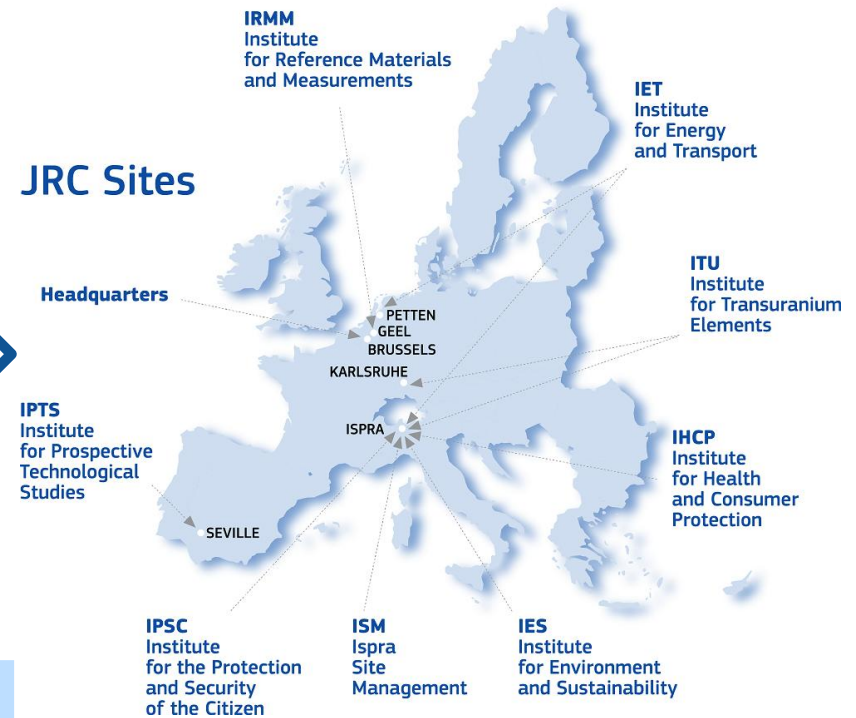 IRMM
Institute
for Reference Materials
and Measurements
IET
Institute
for Energy
and Transport
JRC Sites
ITU
Institute
for Transuranium
Elements
Headquarters
PETTEN
GEEL
BRUSSELS
KARLSRUHE
IPTS
Institute
for Prospective
Technological
Studies
ISPRA
IHCP
Institute
for Health
and Consumer
Protection
SEVILLE
IPSC
Institute
for the Protection
and Security
of the Citizen
ISM
Ispra
Site
Management
IES
Institute
for Environment
and Sustainability